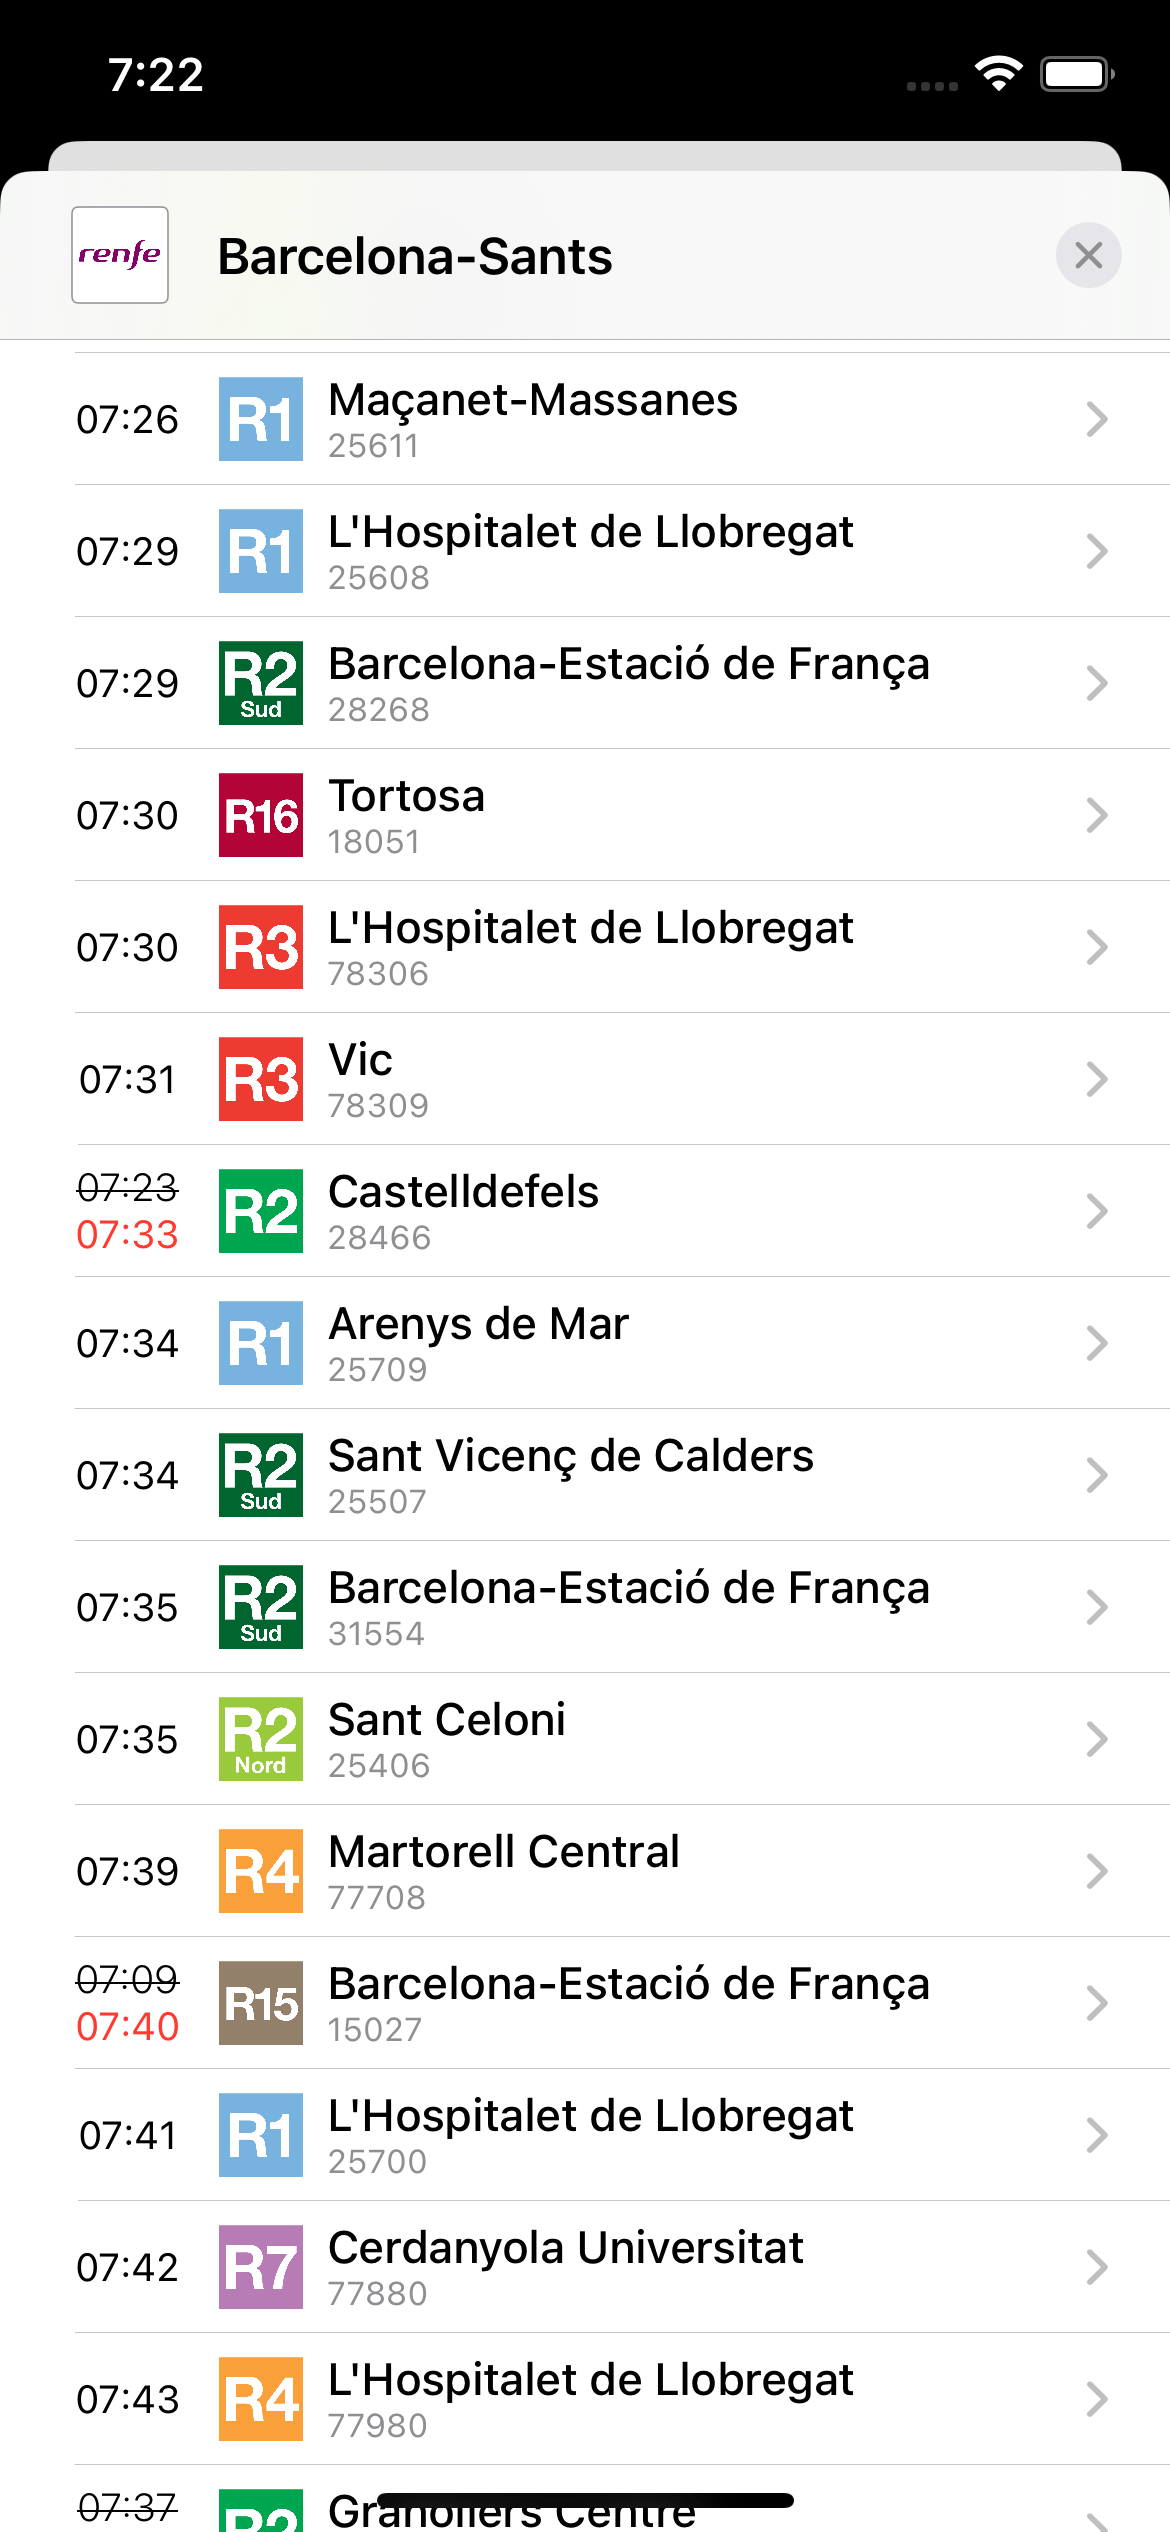 7:22
renfe
Barcelona-Sants
07:26 R1 Maçanet-Massanes
25611
07:29 R1 L'Hospitalet de Llobregat
25608
07:29 R2 Sud Barcelona-Estació de França
28268
07:30 R16 Tortosa
18051
07:30 R3 L'Hospitalet de Llobregat
78306
07:31 R3 Vic
78309
07:23 07:33 R2 Castelldefels
28466
07:34 R1 Arenys de Mar
25709
07:34 R2 Sud Sant Vicenç de Calders
25507
07:35 R2 Sud Barcelona-Estació de França
31554
07:35 R2 Nord Sant Celoni
25406
07:39 R4 Martorell Central
77708
07:09 07:40 R15 Barcelona-Estació de França
15027
07:41 R1 L'Hospitalet de Llobregat
25700
07:42 R7 Cerdanyola Universitat
77880
07:43 R4 L'Hospitalet de Llobregat
77980
07:37 R2 Granollers Centre